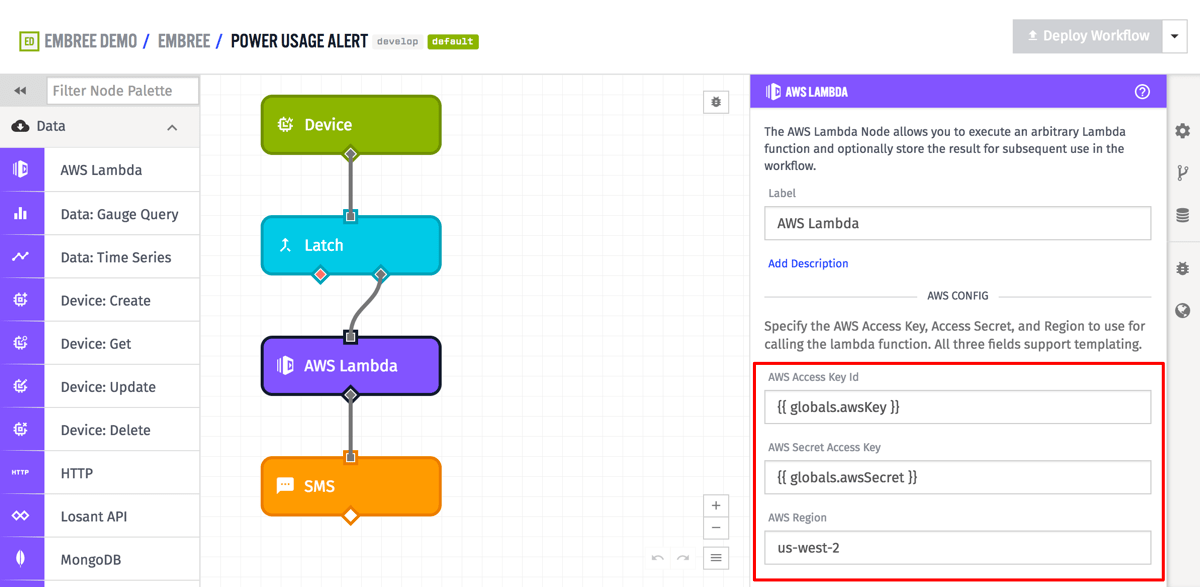 ED EMBREE DEMO / EMBREE / POWER USAGE ALERT develop default
Deploy Workflow
Filter Node Palette
Data
AWS Lambda
Data: Gauge Query
Data: Time Series
Device: Create
Device: Get
Device: Update
Device: Delete
HTTP HTTP
Losant API
MongoDB
Device
Latch
AWS Lambda
SMS
AWS LAMBDA
The AWS Lambda Node allows you to execute an arbitrary Lambda
function and optionally store the result for subsequent use in the
workflow.
Label
AWS Lambda
Add Description
AWS CONFIG
Specify the AWS Access Key, Access Secret, and Region to use for
calling the lambda function. All three fields support templating.
AWS Access Key Id
{{ globals.awsKey }}
AWS Secret Access Key
{{ globals.awsSecret }}
AWS Region
us-west-2